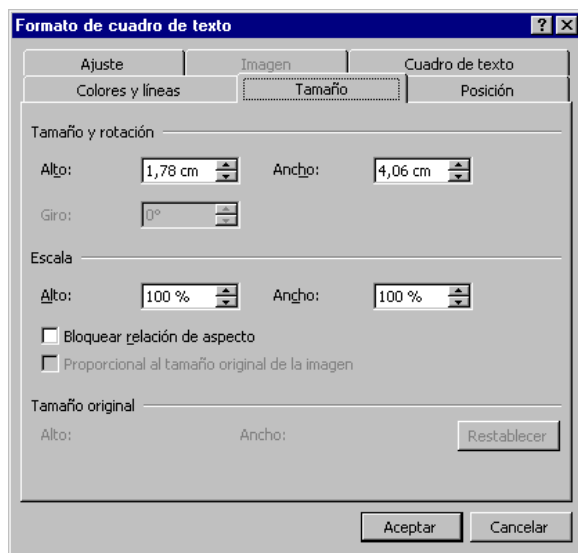 Formato de cuadro de texto
Ajuste Imagen Cuadro de texto
Colores y líneas Tamaño Posición
Tamaño y rotación
Alto: 1,78 cm Ancho: 4,06 cm
Giro: 0°
Escala
Alto: 100 % Ancho: 100 %
Bloquear relación de aspecto
Proporcional al tamaño original de la imagen
Tamaño original
Alto: Ancho: Restablecer
Aceptar Cancelar